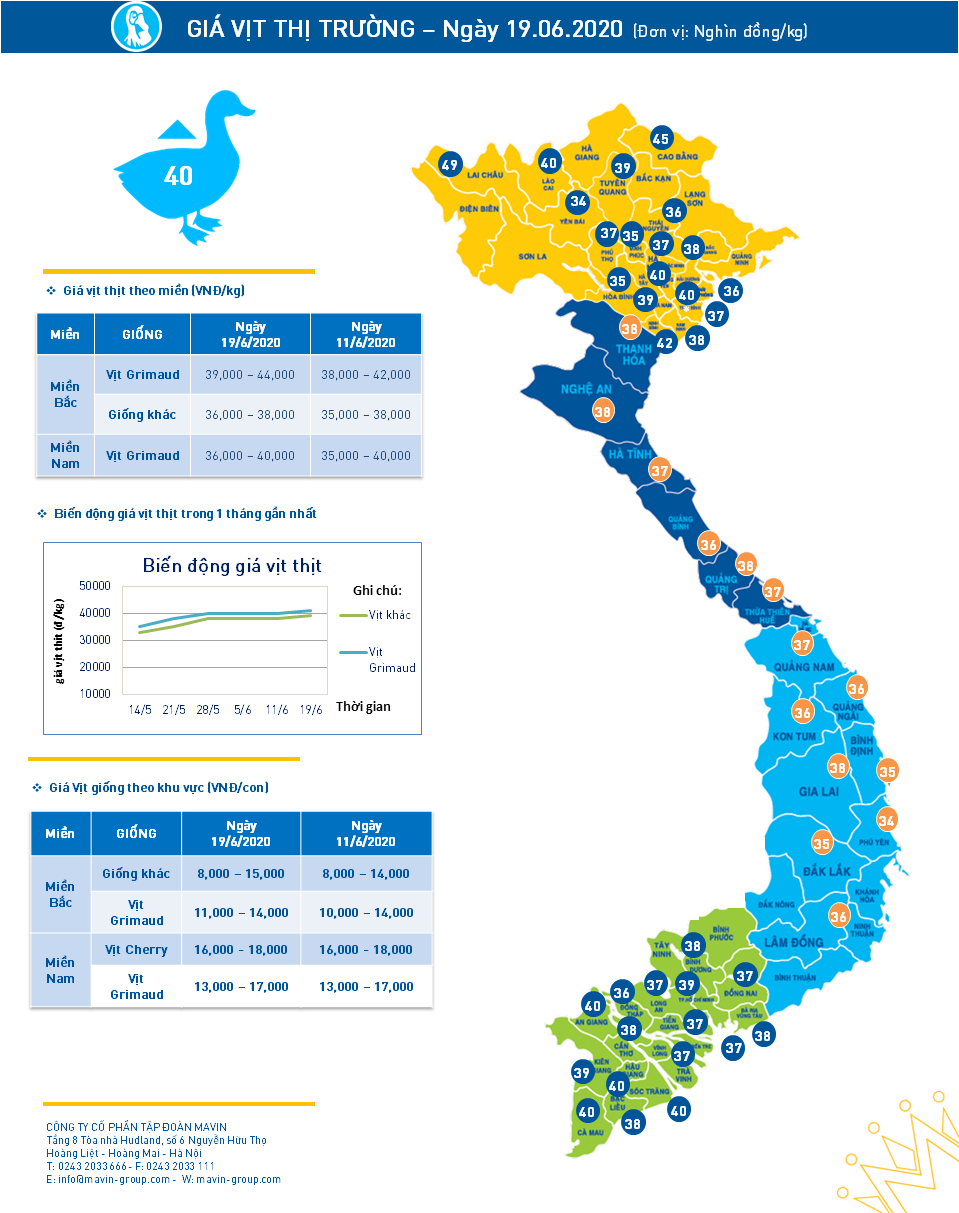 GIÁ VỊT THỊ TRƯỜNG – Ngày 19.06.2020 (Đơn vị: Nghìn đồng/kg)
40
❖ Giá vịt thịt theo miền (VNĐ/kg)
Miền GIỐNG Ngày 19/6/2020 Ngày 11/6/2020
Miền Bắc Vịt Grimaud 39,000 – 44,000 38,000 – 42,000
Giống khác 36,000 – 38,000 35,000 – 38,000
Miền Nam Vịt Grimaud 36,000 – 40,000 35,000 – 40,000
❖ Biến động giá vịt thịt trong 1 tháng gần nhất
Biến động giá vịt thịt
giá vịt thịt (đ/kg)
50000
40000
30000
20000
10000
14/5 21/5 28/5 5/6 11/6 19/6
Thời gian
Ghi chú:
Vịt khác
Vịt
Grimaud
❖ Giá Vịt giống theo khu vực (VNĐ/con)
Miền GIỐNG Ngày 19/6/2020 Ngày 11/6/2020
Miền Bắc Giống khác 8,000 – 15,000 8,000 – 14,000
Vịt Grimaud 11,000 – 14,000 10,000 – 14,000
Miền Nam Vịt Cherry 16,000 – 18,000 16,000 – 18,000
Vịt Grimaud 13,000 – 17,000 13,000 – 17,000
CÔNG TY CỔ PHẦN TẬP ĐOÀN MAVIN
Tầng 8 Tòa nhà Hudland, số 6 Nguyễn Hữu Thọ
Hoàng Liệt - Hoàng Mai - Hà Nội
T: 0243 2033666 - F: 0243 2033 111
E: info@mavin-group.com - W: mavin-group.com
49
LAI CHÂU
40
LÀO CAI
HÀ GIANG
39
TUYÊN QUANG
45
CAO BẰNG
BẮC KẠN
LẠNG SƠN
ĐIỆN BIÊN
34
YÊN BÁI
36
THÁI NGUYÊN
SƠN LA
37
PHÚ THỌ
35
VĨNH PHÚC
37
38
QUẢNG NINH
35
HÒA BÌNH
40
39
40
36
37
38
42
38
THANH HÓA
NGHỆ AN
38
HÀ TĨNH
37
QUẢNG BÌNH
36
38
QUẢNG TRỊ
37
THỪA THIÊN HUẾ
37
QUẢNG NAM
36
QUẢNG NGÃI
36
KON TUM
BÌNH ĐỊNH
38
35
GIA LAI
34
PHÚ YÊN
35
ĐẮK LẮK
KHÁNH HÒA
ĐẮK NÔNG
36
NINH THUẬN
LÂM ĐỒNG
BÌNH THUẬN
BÌNH PHƯỚC
TÂY NINH
38
BÌNH DƯƠNG
37
ĐỒNG NAI
37
LONG AN
39
TP.HỒ CHÍ MINH
36
ĐỒNG THÁP
40
AN GIANG
BÀ RỊA VŨNG TÀU
38
TIỀN GIANG
37
38
CẦN THƠ
VĨNH LONG
37
37
TRÀ VINH
39
KIÊN GIANG
HẬU GIANG
40
SÓC TRĂNG
40
BẠC LIÊU
38
40
CÀ MAU